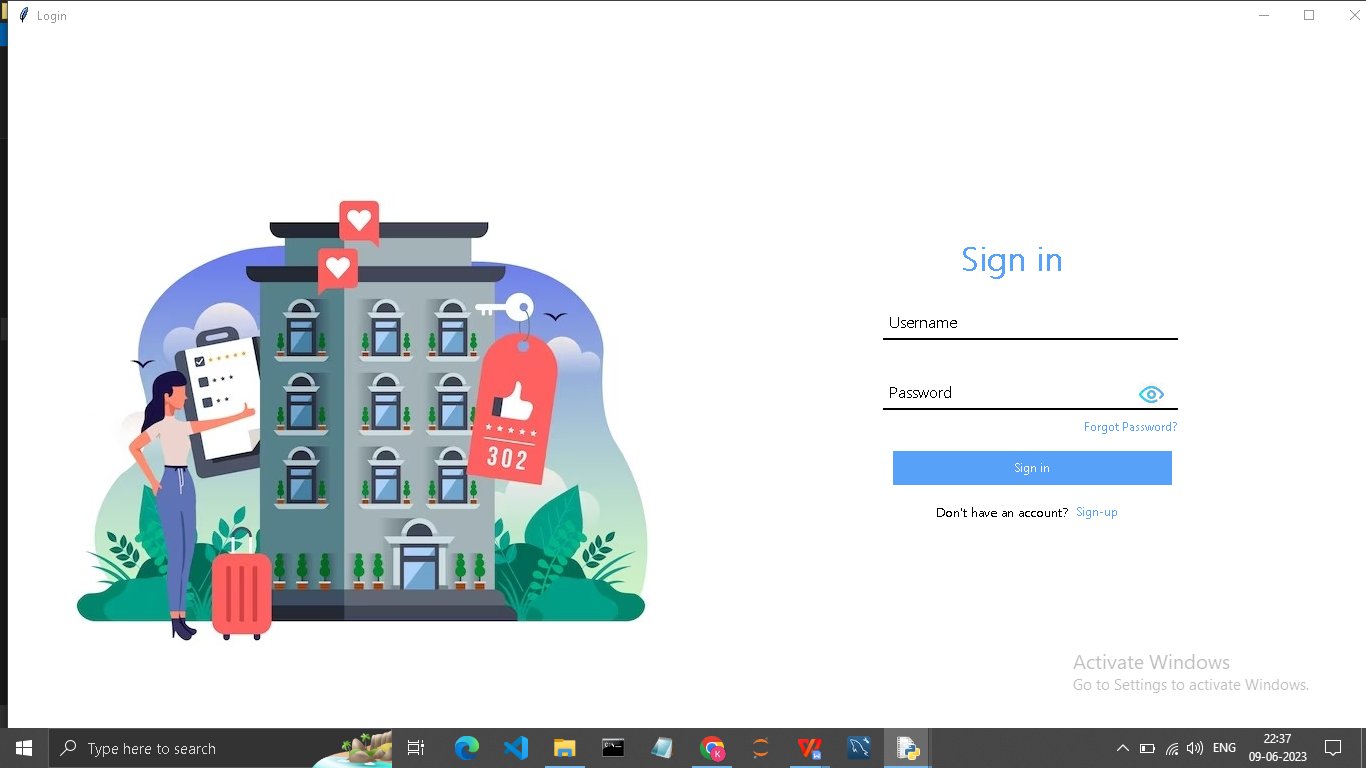 Login
302
Sign in
Username
Password
Forgot Password?
Sign in
Don't have an account? Sign-up
Activate Windows
Go to Settings to activate Windows.
Type here to search
K
ENG
22:37
09-06-2023